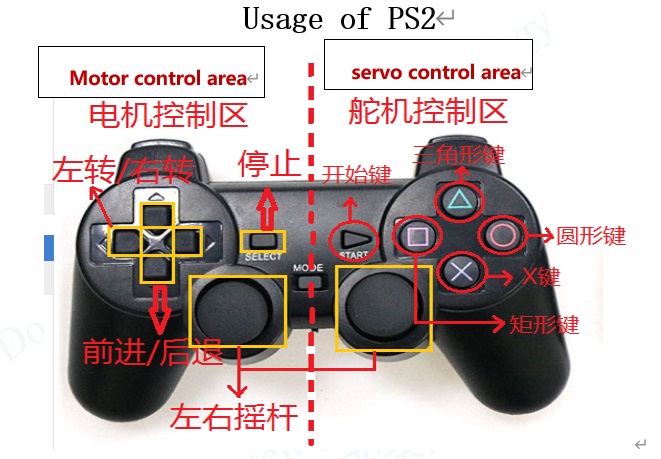 Usage of PS2
Motor control area
servo control area
电机控制区
舵机控制区
左转/右转
停止
开始键
三角形键
SELECT
START
MODE
圆形键
X键
矩形键
前进/后退
左右摇杆